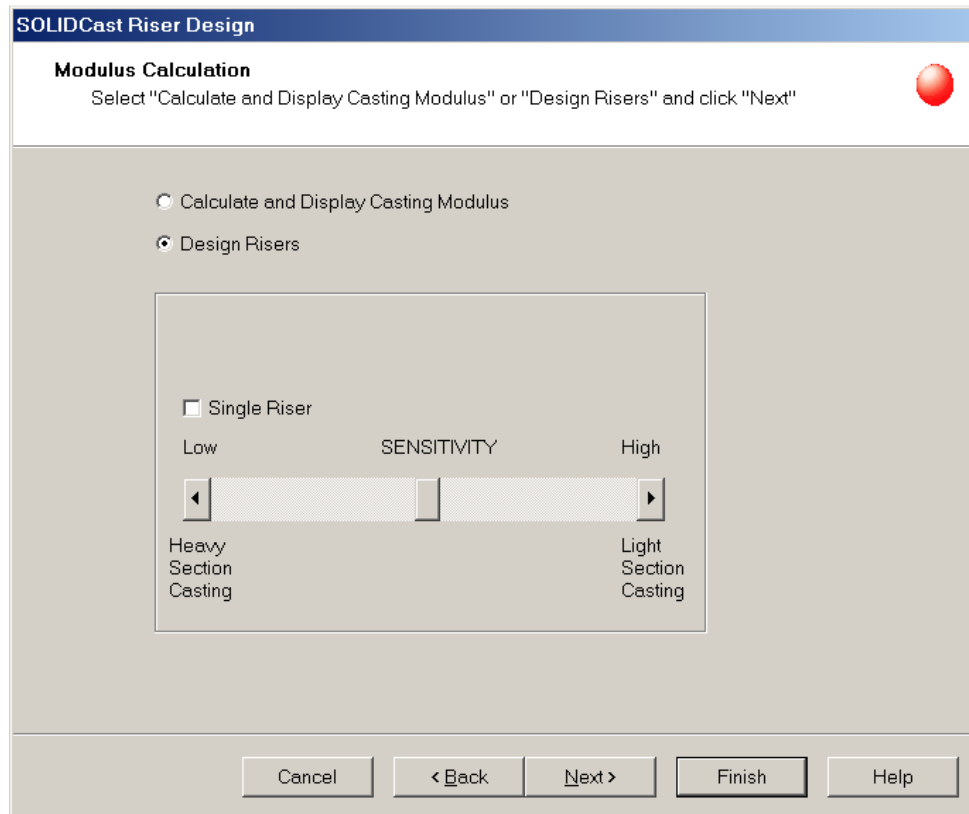 SOLIDCast Riser Design
Modulus Calculation
Select "Calculate and Display Casting Modulus" or "Design Risers" and click "Next"
Calculate and Display Casting Modulus
Design Risers
Single Riser
Low SENSITIVITY High
Heavy Section Casting
Light Section Casting
Cancel < Back Next > Finish Help